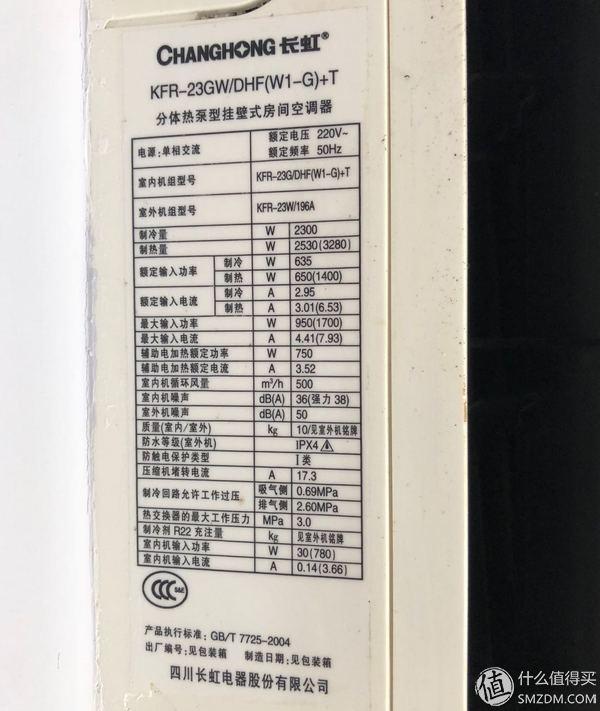 CHANGHONG 长虹®
KFR-23GW/DHF(W1-G)+T
分体热泵型挂壁式房间空调器
电源:单相交流 额定电压 220V~
额定频率 50Hz
室内机组型号 KFR-23G/DHF(W1-G)+T
室外机组型号 KFR-23W/196A
制冷量 W 2300
制热量 W 2530(3280)
额定输入功率 制冷 W 635
制热 W 650(1400)
额定输入电流 制冷 A 2.95
制热 A 3.01(6.53)
最大输入功率 W 950(1700)
最大输入电流 A 4.41(7.93)
辅助电加热额定功率 W 750
辅助电加热额定电流 A 3.52
室内机循环风量 m³/h 500
室内机噪声 dB(A) 36(强力 38)
室外机噪声 dB(A) 50
质量(室内/室外) kg 10/见室外机铭牌
防水等级(室外机) IPX4
防触电保护类型 I 类
压缩机堵转电流 A 17.3
制冷回路允许工作过压 吸气侧 0.69MPa
排气侧 2.60MPa
热交换器的最大工作压力 MPa 3.0
制冷剂 R22 充注量 kg 见室外机铭牌
室内机输入功率 W 30(780)
室内机输入电流 A 0.14(3.66)
CCC S&E
产品执行标准: GB/T 7725-2004
出厂编号:见包装箱 制造日期:见包装箱
四川长虹电器股份有限公司
值 什么值得买
SMZDM.COM